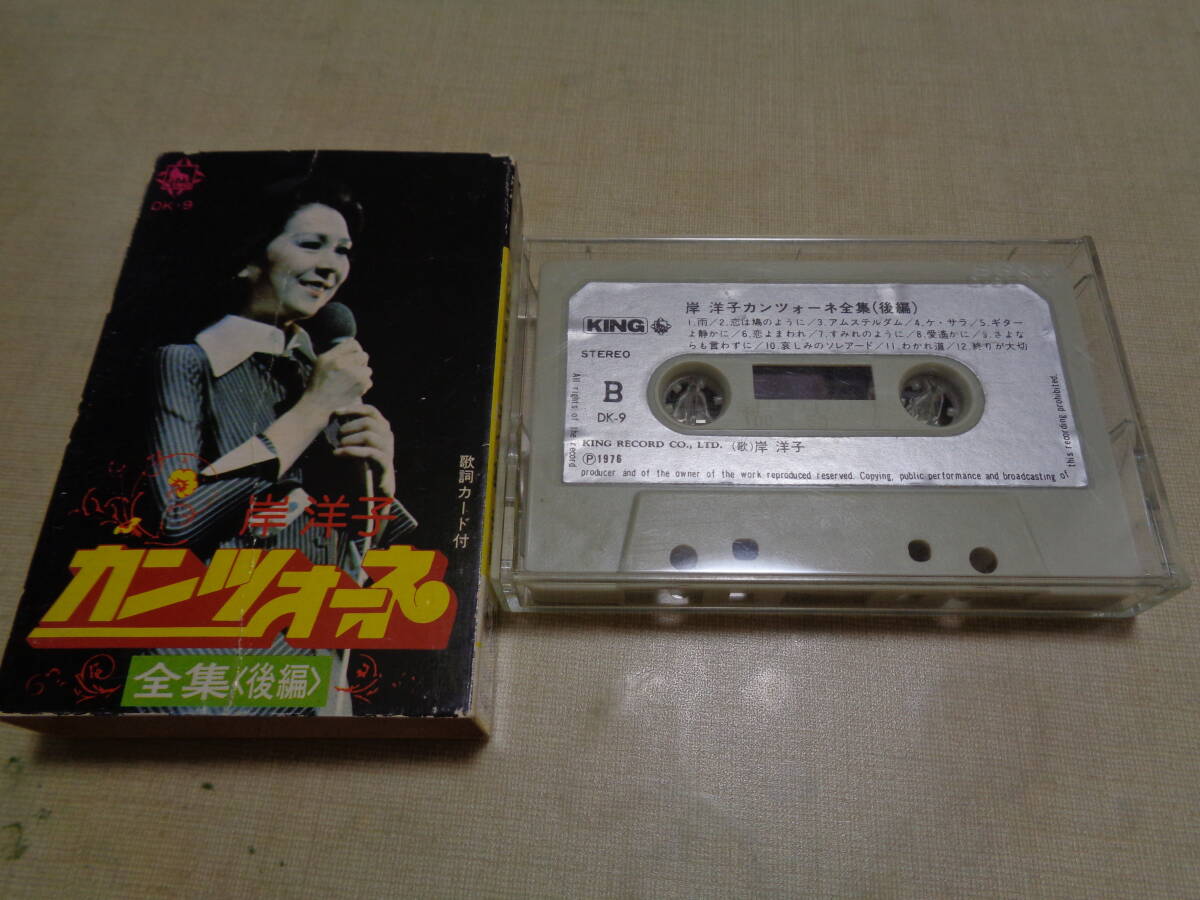 DK・9
歌詞カード付
岸 洋子
カンツォーネ
全集〈後編〉
岸 洋子カンツォーネ全集(後編)
KING
1.雨/2.恋は鳩のように/3.アムステルダム/4.ケ・サラ/5.ギター
よ静かに/6.恋よまわれ/7.すみれのように/8.愛遥かに/9.さよな
らも言わずに/10.哀しみのソレアード/11.わかれ道/12.終りが大切
STEREO
B
DK-9
KING RECORD CO., LTD. (歌)岸 洋子
Ⓟ1976
All rights of the record
producer and of the owner of the work reproduced reserved. Copying, public performance and broadcasting of
this recording prohibited.